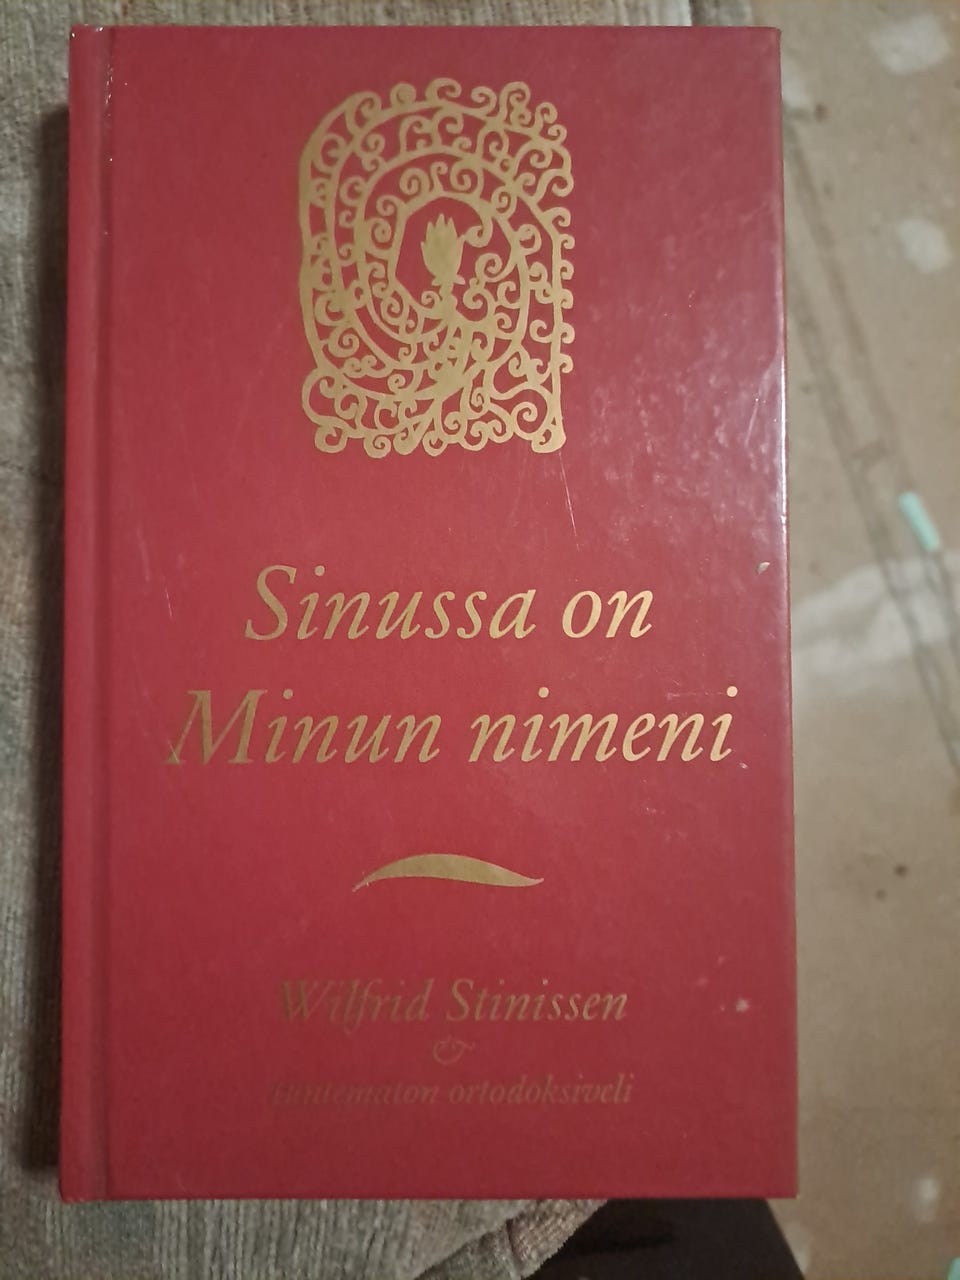 Sinussa on
Minun nimeni
Wilfrid Stinissen
&
tuntematon ortodoksiveli